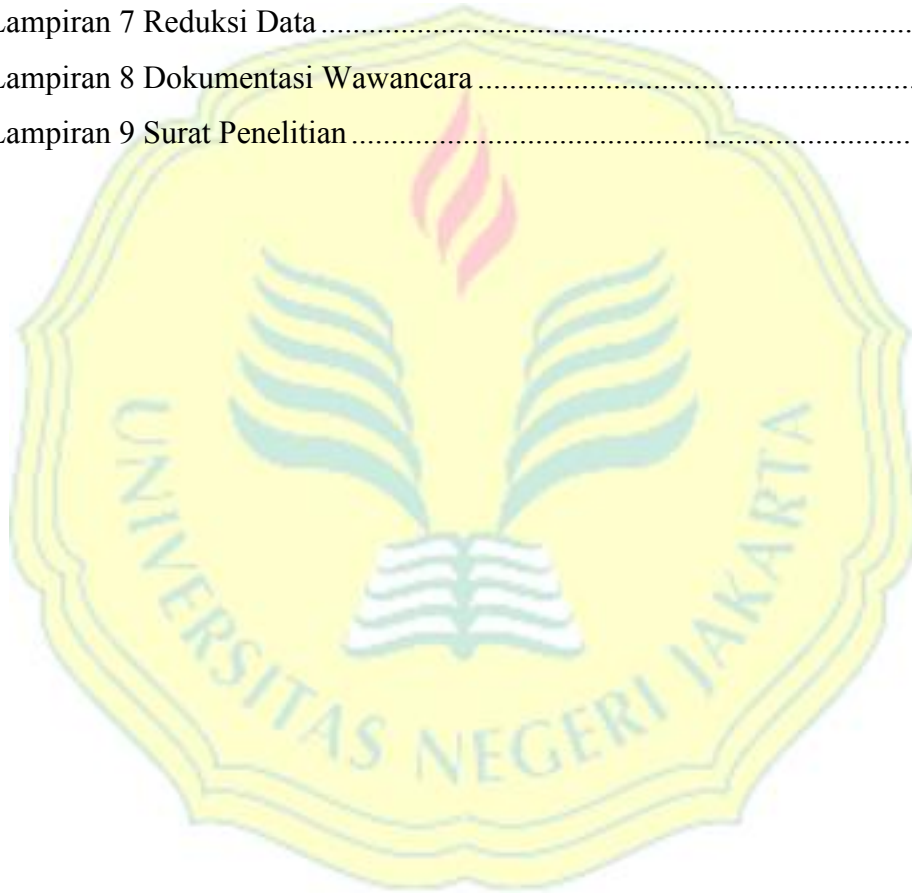 Lampiran 7 Reduksi Data....................................................................................
Lampiran 8 Dokumentasi Wawancara..............................................................
Lampiran 9 Surat Penelitian................................................................................
UNIVERSITAS NEGERI JAKARTA